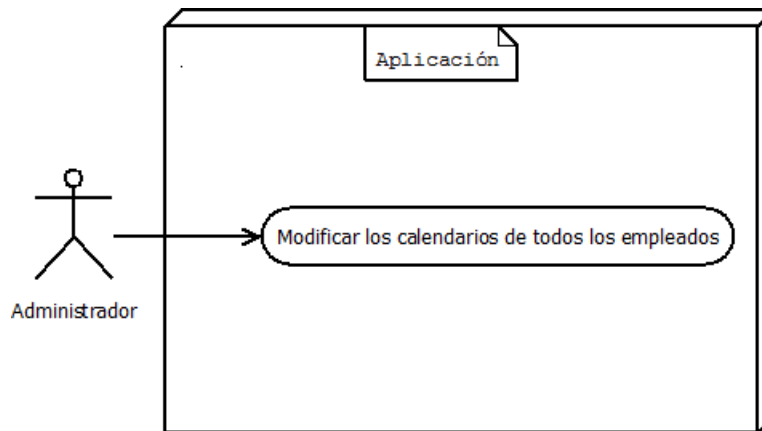 Aplicación
Modificar los calendarios de todos los empleados
Administrador